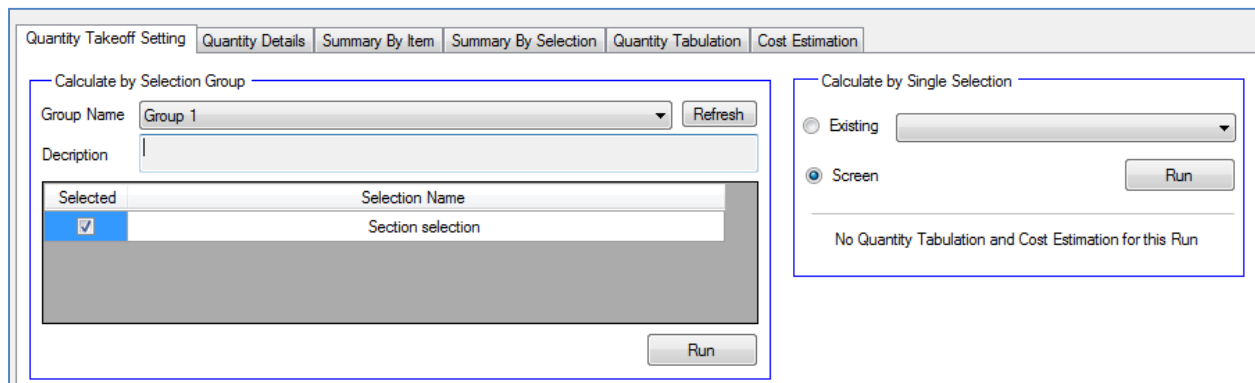 Quantity Takeoff Setting Quantity Details Summary By Item Summary By Selection Quantity Tabulation Cost Estimation
Calculate by Selection Group
Group Name Group 1 Refresh
Decription
Selected Selection Name
Section selection
Run
Calculate by Single Selection
Existing
Screen Run
No Quantity Tabulation and Cost Estimation for this Run